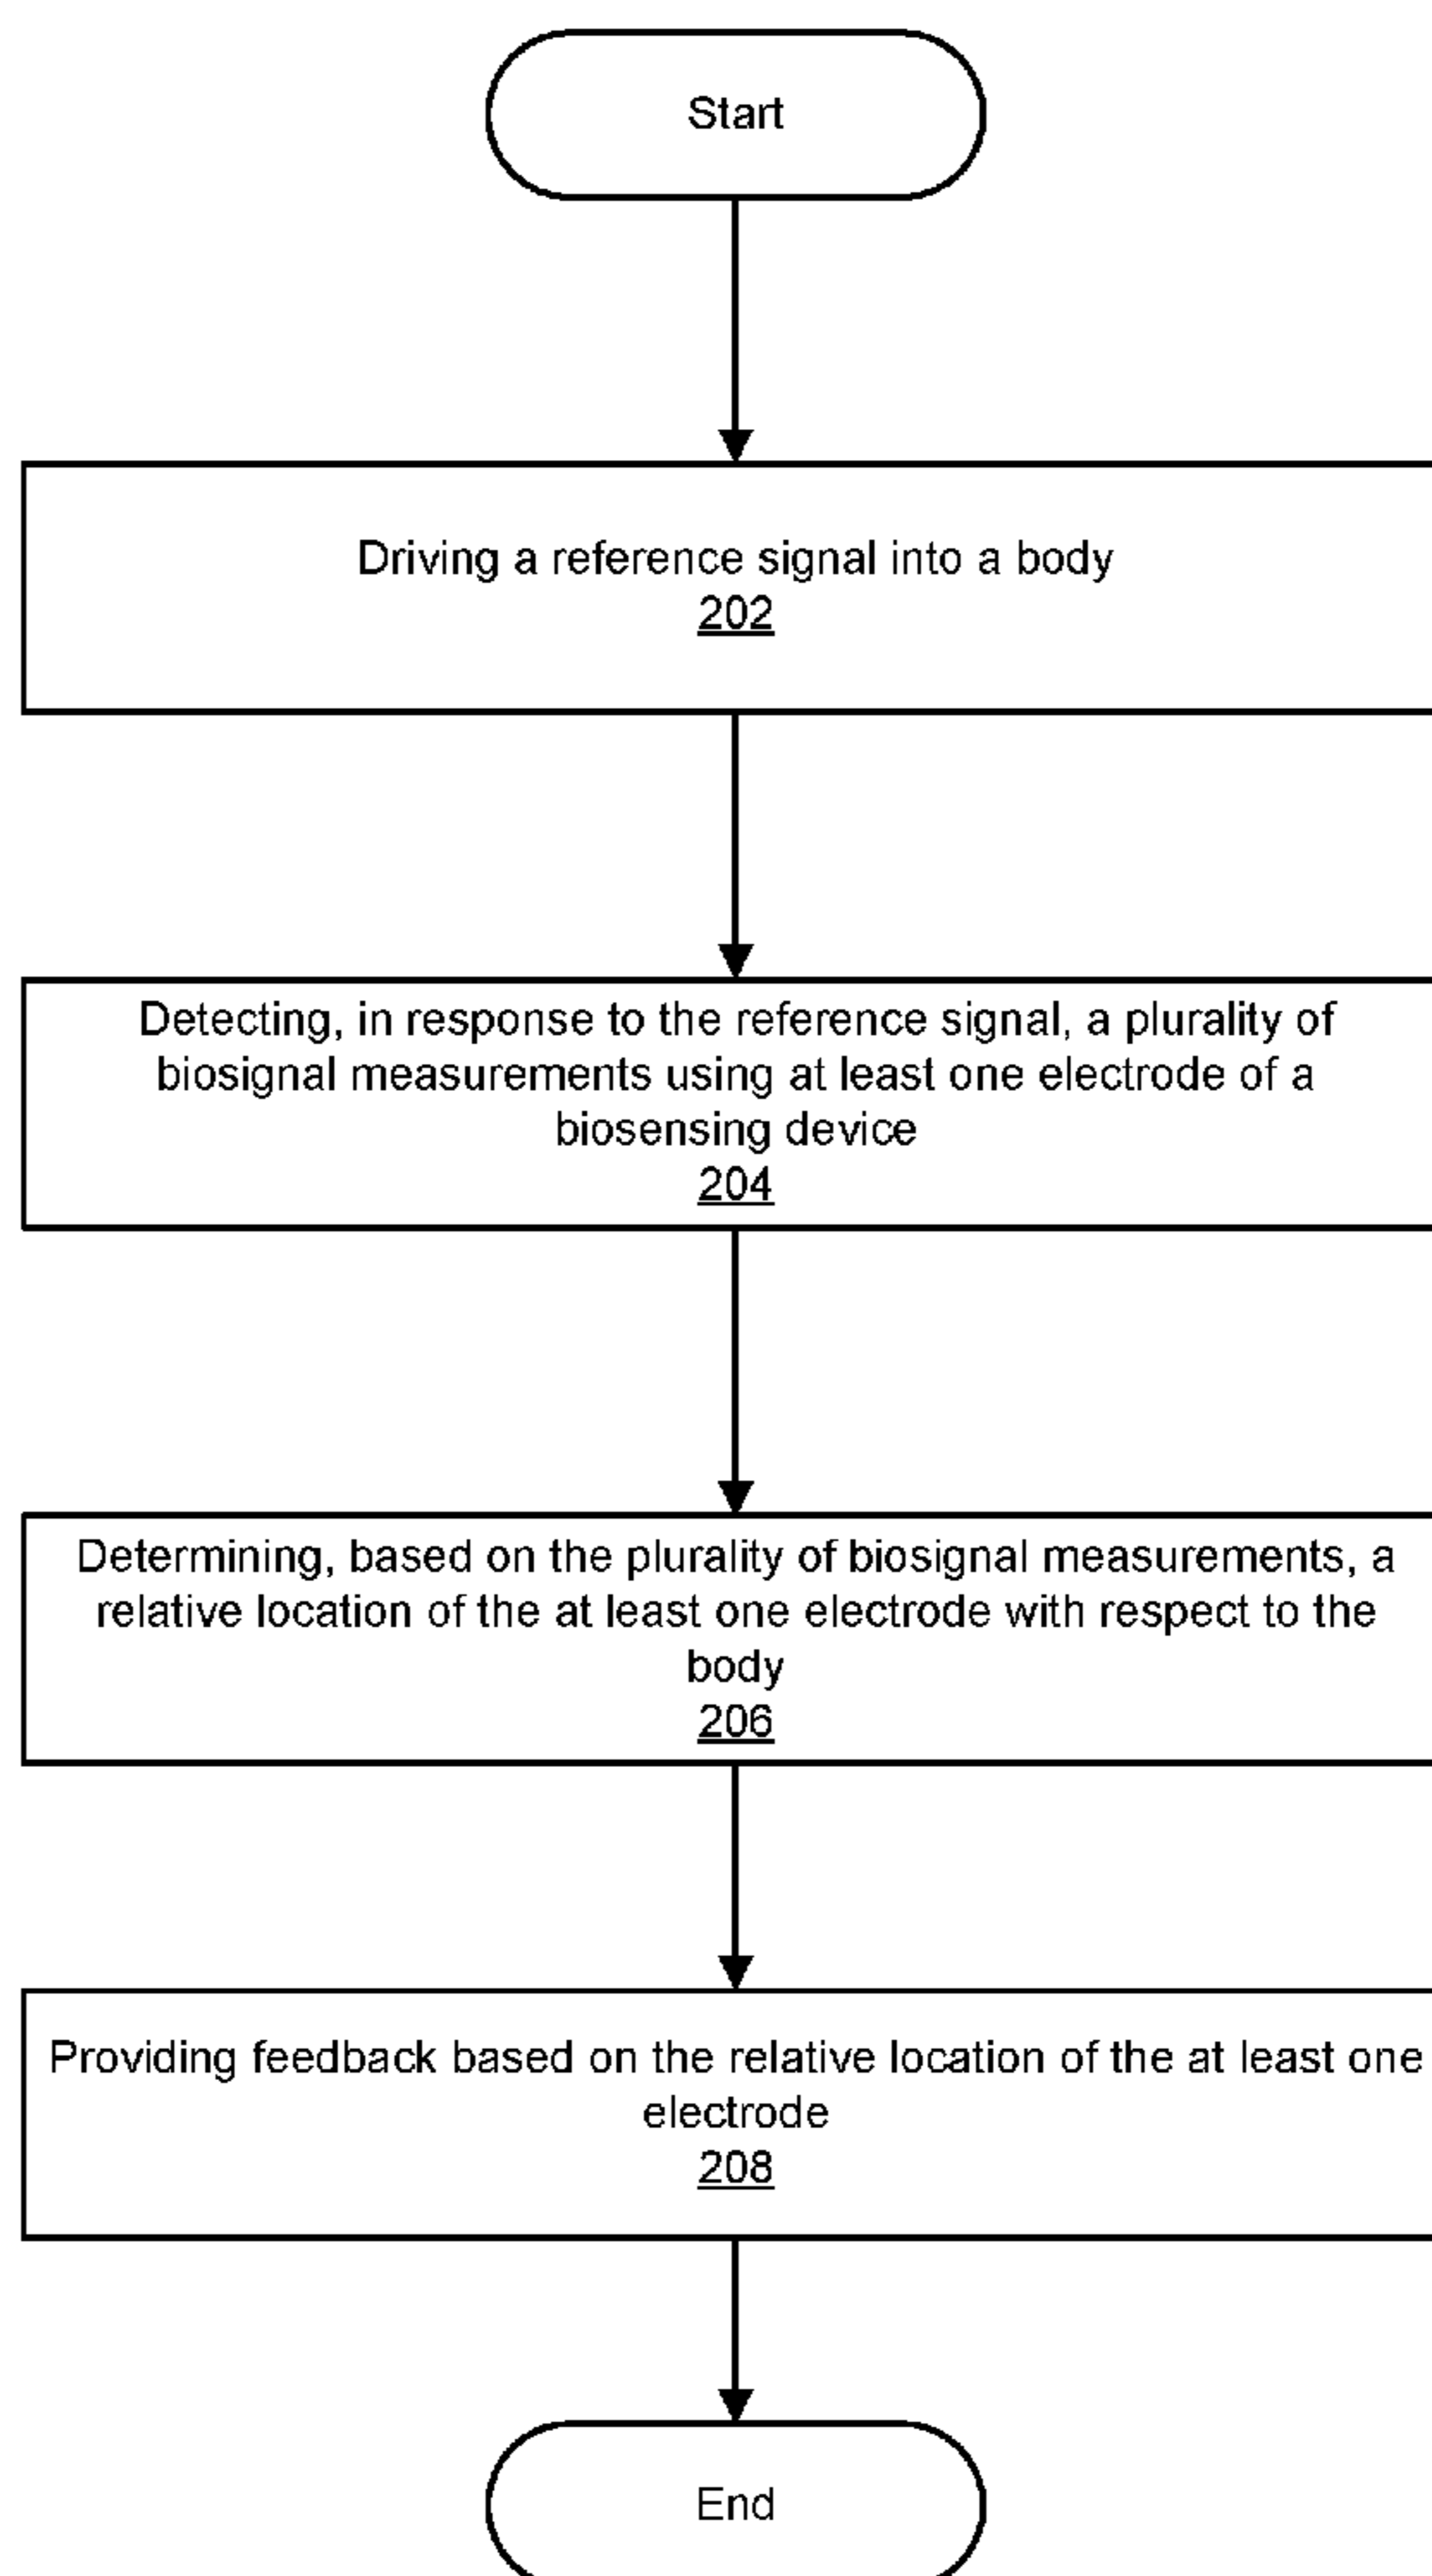 Start
Driving a reference signal into a body
202
Detecting, in response to the reference signal, a plurality of
biosignal measurements using at least one electrode of a
biosensing device
204
Determining, based on the plurality of biosignal measurements, a
relative location of the at least one electrode with respect to the
body
206
Providing feedback based on the relative location of the at least one
electrode
208
End